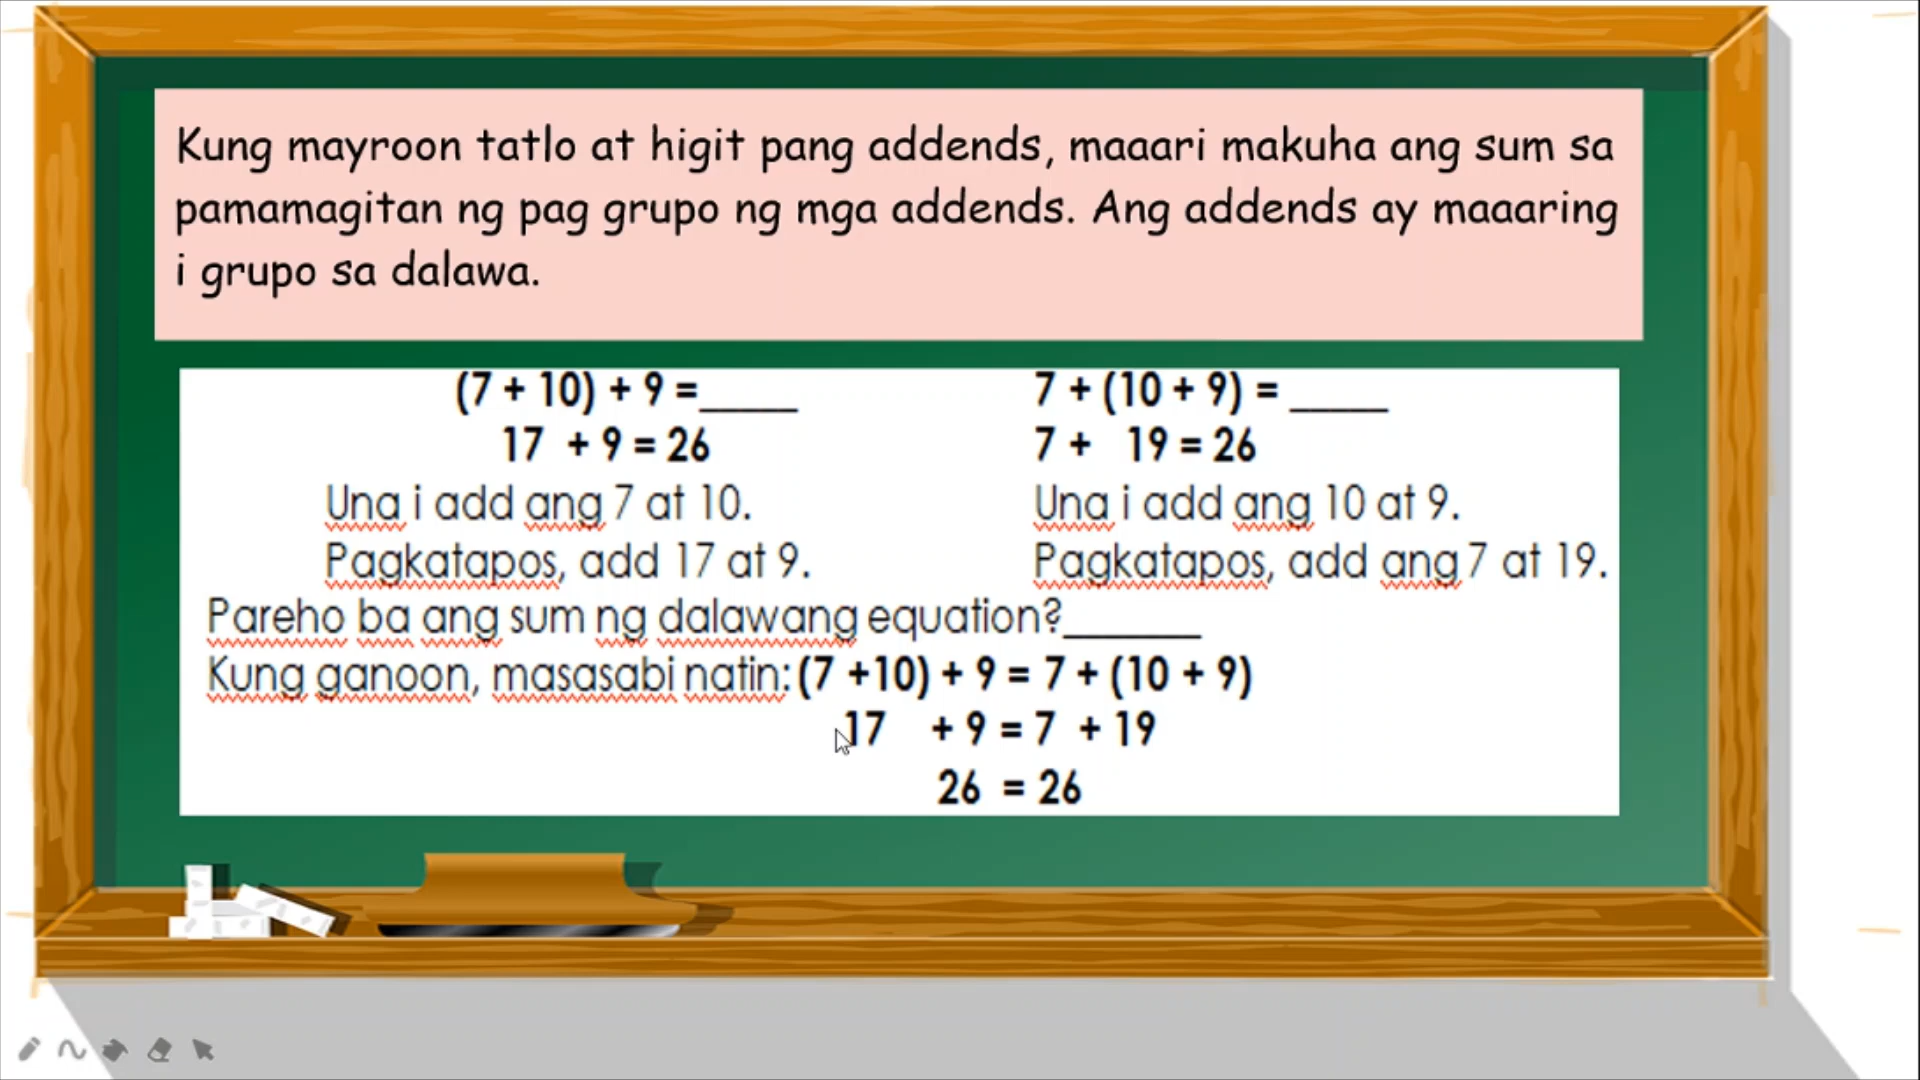 Kung mayroon tatlo at higit pang addends, maaari makuha ang sum sa
pamamagitan ng pag grupo ng mga addends. Ang addends ay maaaring
i grupo sa dalawa.
(7 + 10) + 9 =_____
17 + 9 = 26
Una i add ang 7 at 10.
Pagkatapos, add 17 at 9.
7 + (10 + 9) = _____
7 + 19 = 26
Una i add ang 10 at 9.
Pagkatapos, add ang 7 at 19.
Pareho ba ang sum ng dalawang equation?_______
Kung ganoon, masasabi natin: (7 +10) + 9 = 7 + (10 + 9)
17 + 9 = 7 + 19
26 = 26